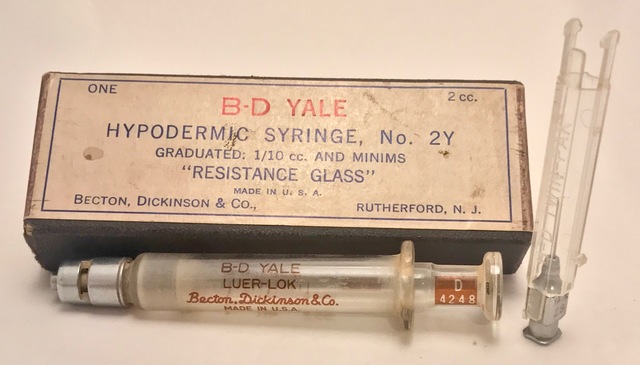 ONE
2 cc.
B-D YALE
HYPODERMIC SYRINGE, No. 2Y
GRADUATED: 1/10 cc. AND MINIMS
"RESISTANCE GLASS"
MADE IN U. S. A.
BECTON, DICKINSON & CO., RUTHERFORD, N. J.
B-D YALE
LUER-LOK
Becton, Dickinson & Co.
MADE IN U.S.A.
D
4248